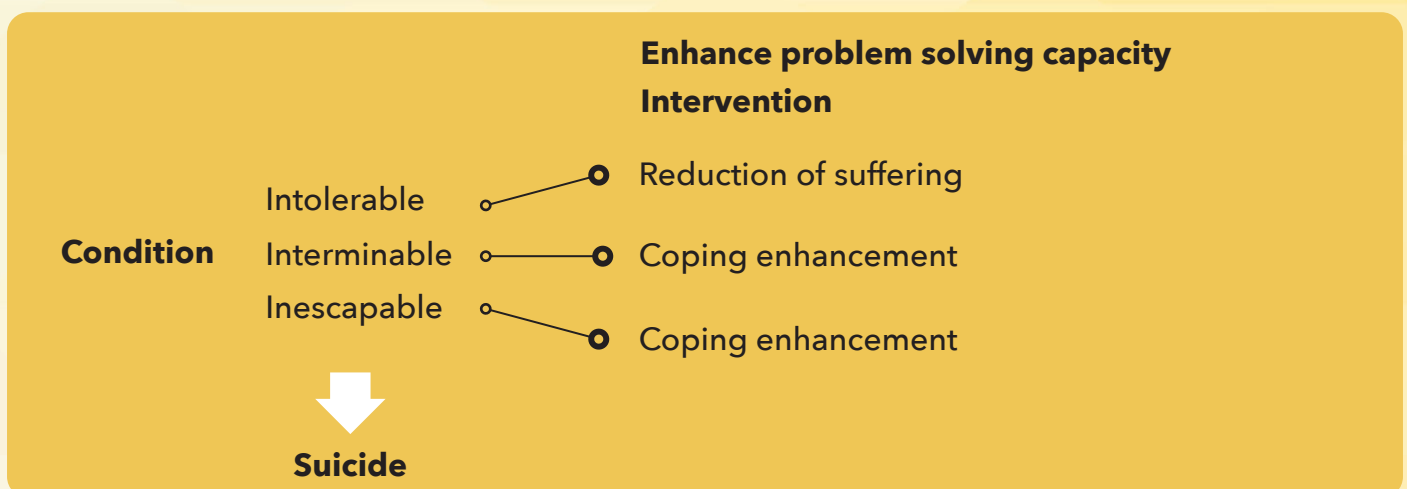 Enhance problem solving capacity
Intervention
Reduction of suffering
Intolerable
Condition
Interminable
Coping enhancement
Inescapable
Coping enhancement
Suicide